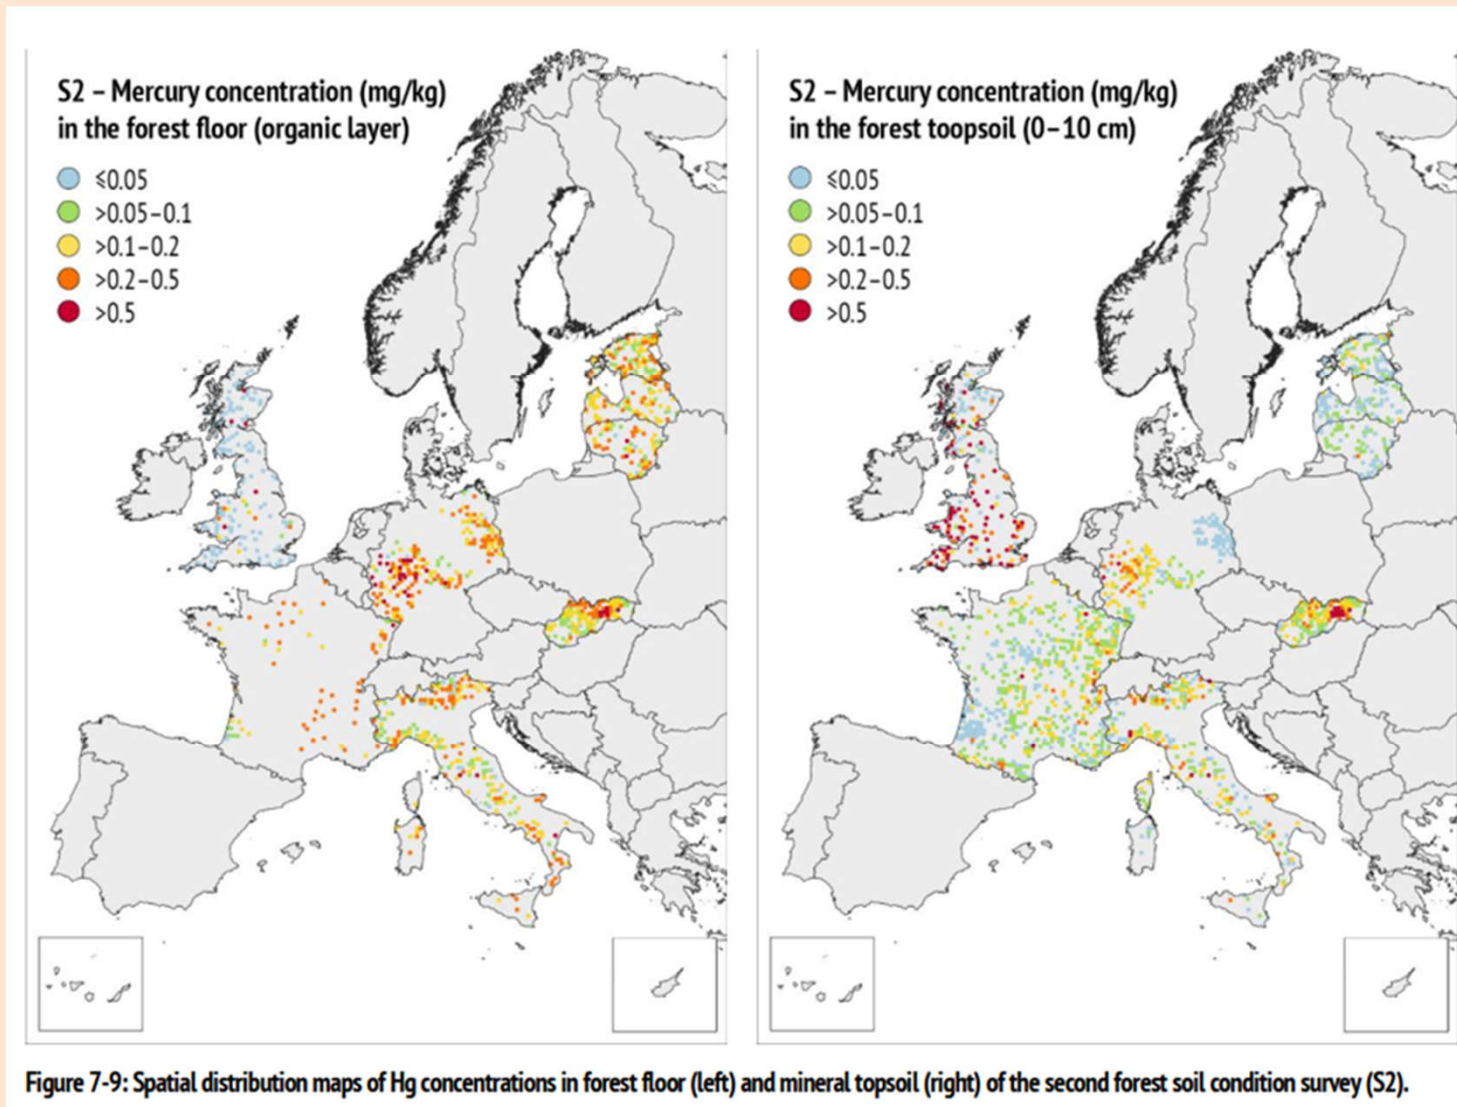 S2 – Mercury concentration (mg/kg)
in the forest floor (organic layer)
≤0.05
>0.05–0.1
>0.1–0.2
>0.2–0.5
>0.5
S2 – Mercury concentration (mg/kg)
in the forest toopsoil (0–10 cm)
≤0.05
>0.05–0.1
>0.1–0.2
>0.2–0.5
>0.5
Figure 7-9: Spatial distribution maps of Hg concentrations in forest floor (left) and mineral topsoil (right) of the second forest soil condition survey (S2).